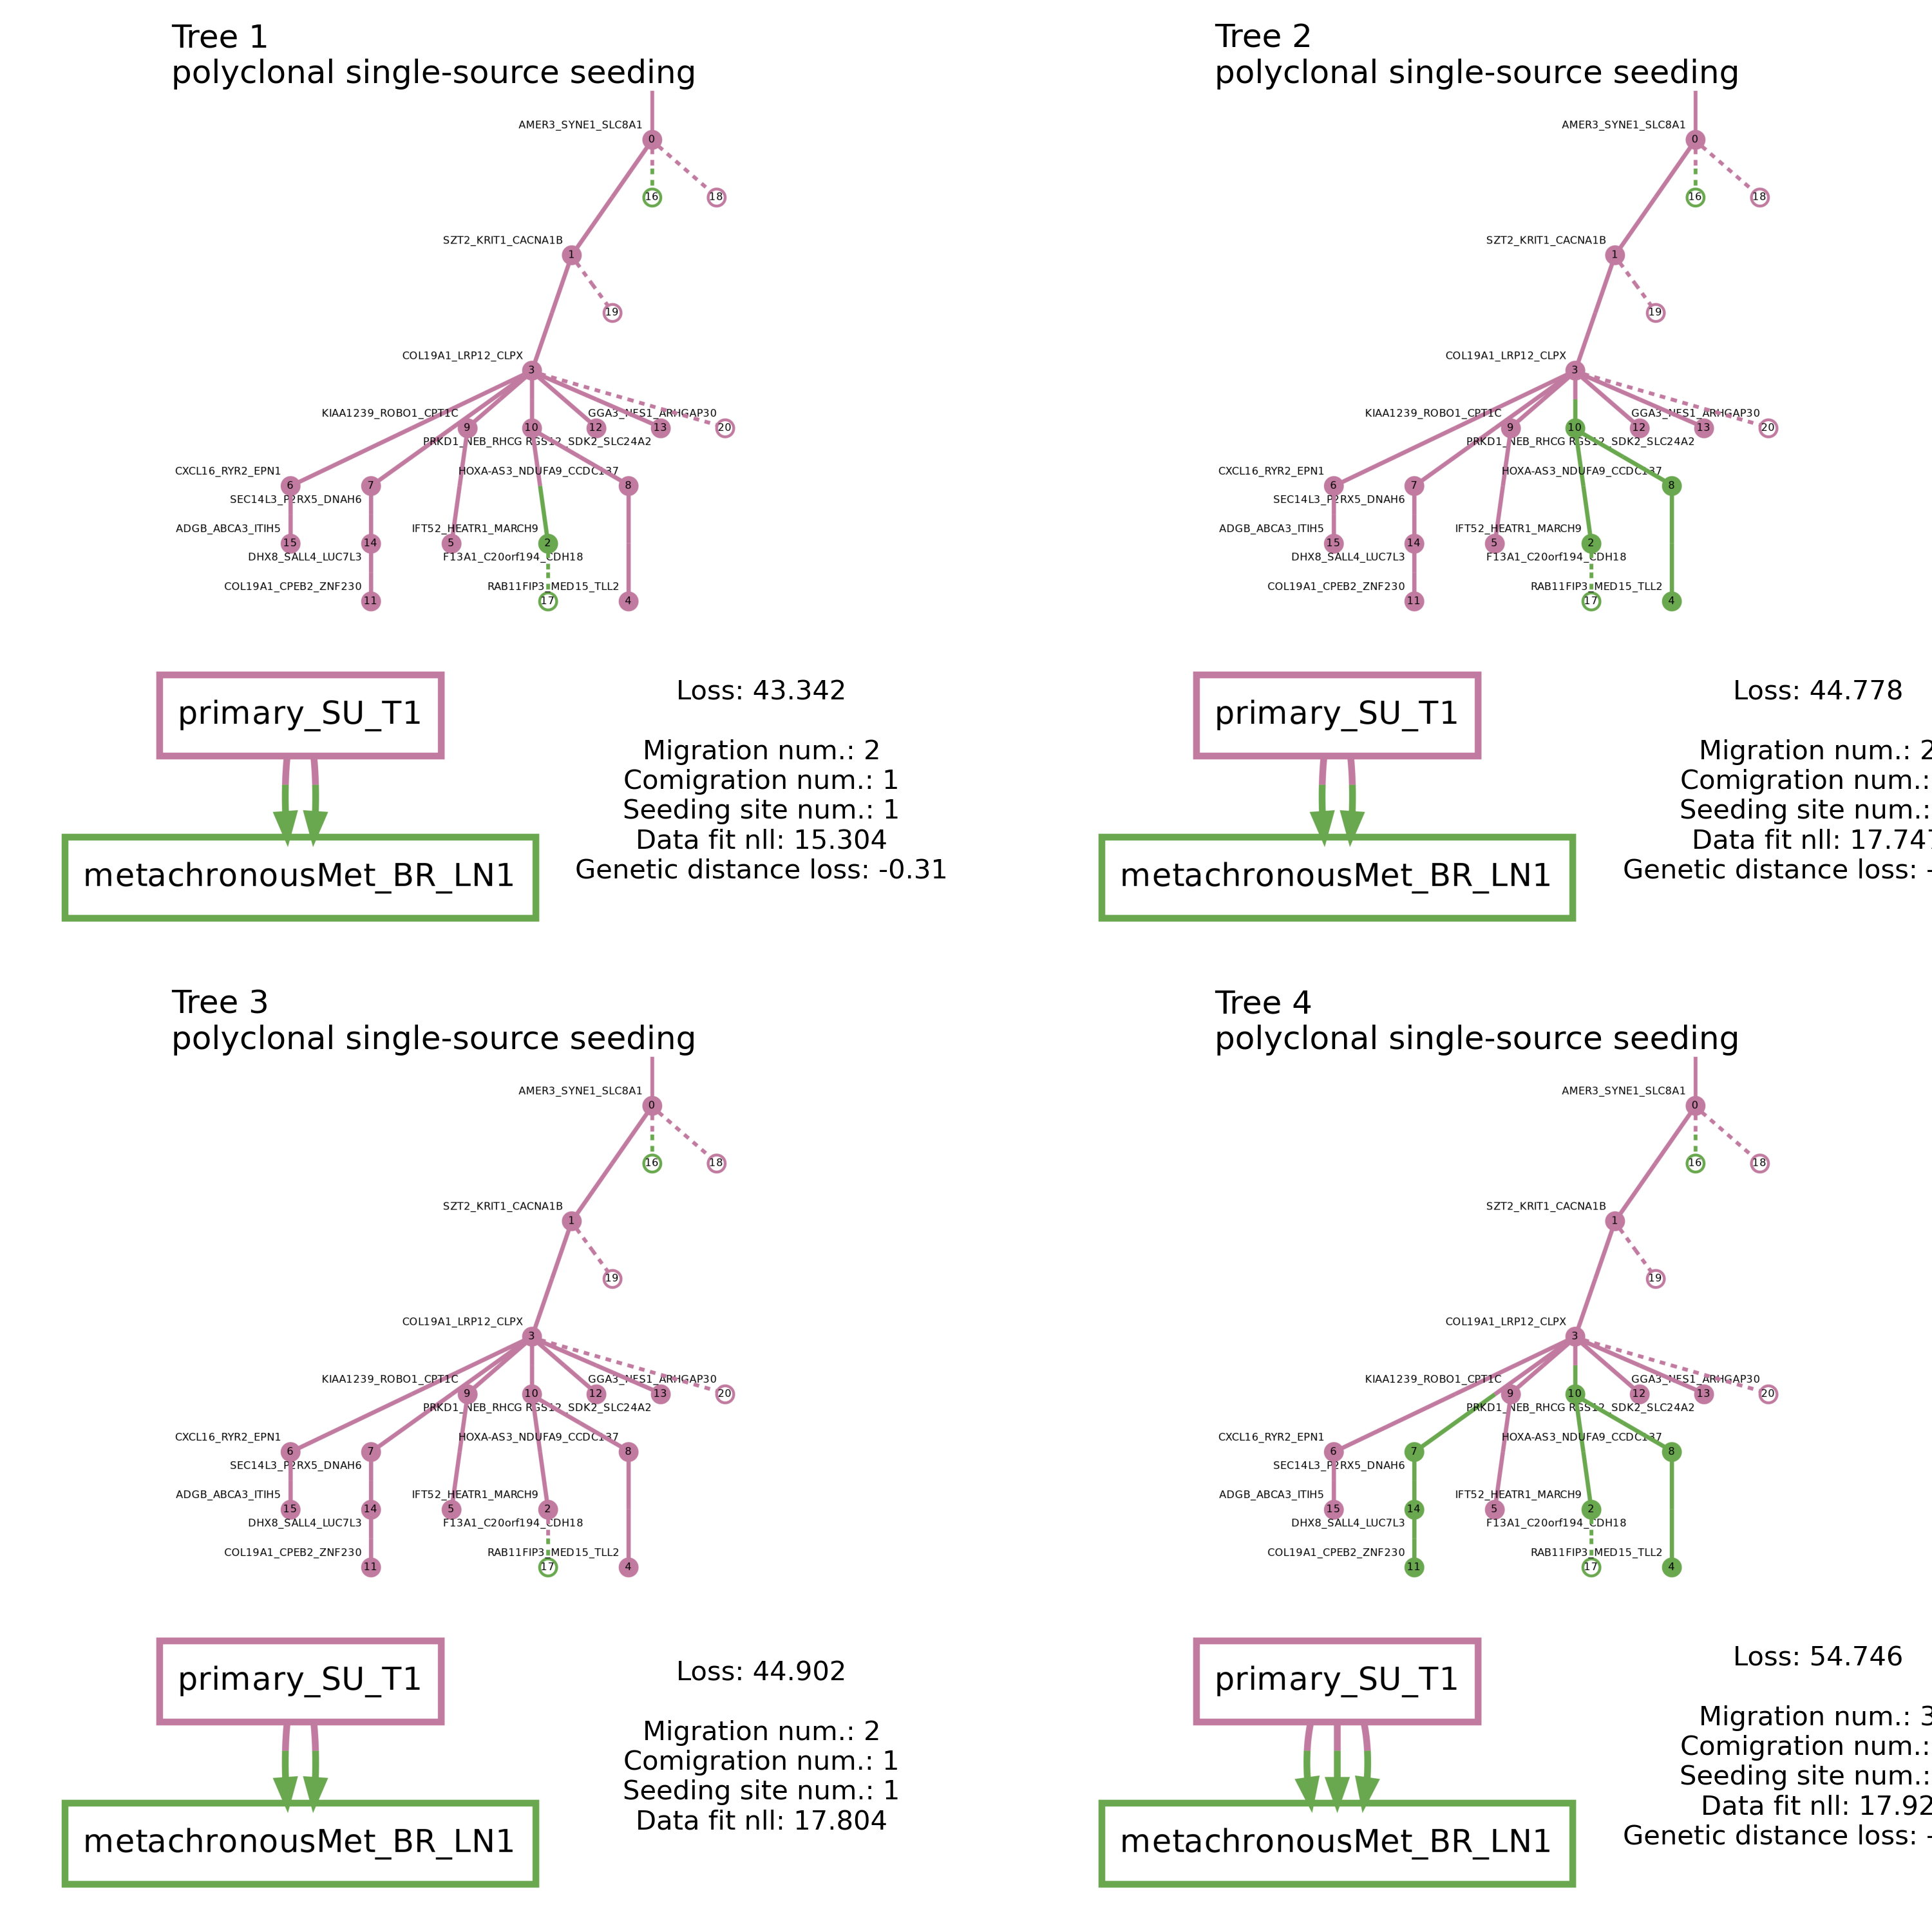 Tree 1
polyclonal single-source seeding
AMER3_SYNE1_SLC8A1
0
16
18
SZT2_KRIT1_CACNA1B
1
19
COL19A1_LRP12_CLPX
3
KIAA1239_ROBO1_CPT1C
GGA3_NES1_ARHGAP30
9
10
12
13
20
PRKD1_NEB_RHCG
RGS12_SDK2_SLC24A2
CXCL16_RYR2_EPN1
HOXA-AS3_NDUFA9_CCDC137
6
7
8
SEC14L3_P2RX5_DNAH6
ADGB_ABCA3_ITIH5
IFT52_HEATR1_MARCH9
15
14
5
2
DHX8_SALL4_LUC7L3
F13A1_C20orf194_CDH18
COL19A1_CPEB2_ZNF230
RAB11FIP3_MED15_TLL2
11
17
4
primary_SU_T1
metachronousMet_BR_LN1
Loss: 43.342
Migration num.: 2
Comigration num.: 1
Seeding site num.: 1
Data fit nll: 15.304
Genetic distance loss: -0.31
Tree 2
polyclonal single-source seeding
AMER3_SYNE1_SLC8A1
0
16
18
SZT2_KRIT1_CACNA1B
1
19
COL19A1_LRP12_CLPX
3
KIAA1239_ROBO1_CPT1C
GGA3_NES1_ARHGAP30
9
10
12
13
20
PRKD1_NEB_RHCG
RGS12_SDK2_SLC24A2
CXCL16_RYR2_EPN1
HOXA-AS3_NDUFA9_CCDC137
6
7
8
SEC14L3_P2RX5_DNAH6
ADGB_ABCA3_ITIH5
IFT52_HEATR1_MARCH9
15
14
5
2
DHX8_SALL4_LUC7L3
F13A1_C20orf194_CDH18
COL19A1_CPEB2_ZNF230
RAB11FIP3_MED15_TLL2
11
17
4
primary_SU_T1
metachronousMet_BR_LN1
Loss: 44.778
Migration num.: 2
Comigration num.:
Seeding site num.:
Data fit nll: 17.747
Genetic distance loss: -
Tree 3
polyclonal single-source seeding
AMER3_SYNE1_SLC8A1
0
16
18
SZT2_KRIT1_CACNA1B
1
19
COL19A1_LRP12_CLPX
3
KIAA1239_ROBO1_CPT1C
GGA3_NES1_ARHGAP30
9
10
12
13
20
PRKD1_NEB_RHCG
RGS12_SDK2_SLC24A2
CXCL16_RYR2_EPN1
HOXA-AS3_NDUFA9_CCDC137
6
7
8
SEC14L3_P2RX5_DNAH6
ADGB_ABCA3_ITIH5
IFT52_HEATR1_MARCH9
15
14
5
2
DHX8_SALL4_LUC7L3
F13A1_C20orf194_CDH18
COL19A1_CPEB2_ZNF230
RAB11FIP3_MED15_TLL2
11
17
4
primary_SU_T1
metachronousMet_BR_LN1
Loss: 44.902
Migration num.: 2
Comigration num.: 1
Seeding site num.: 1
Data fit nll: 17.804
Tree 4
polyclonal single-source seeding
AMER3_SYNE1_SLC8A1
0
16
18
SZT2_KRIT1_CACNA1B
1
19
COL19A1_LRP12_CLPX
3
KIAA1239_ROBO1_CPT1C
GGA3_NES1_ARHGAP30
9
10
12
13
20
PRKD1_NEB_RHCG
RGS12_SDK2_SLC24A2
CXCL16_RYR2_EPN1
HOXA-AS3_NDUFA9_CCDC137
6
7
8
SEC14L3_P2RX5_DNAH6
ADGB_ABCA3_ITIH5
IFT52_HEATR1_MARCH9
15
14
5
2
DHX8_SALL4_LUC7L3
F13A1_C20orf194_CDH18
COL19A1_CPEB2_ZNF230
RAB11FIP3_MED15_TLL2
11
17
4
primary_SU_T1
metachronousMet_BR_LN1
Loss: 54.746
Migration num.: 3
Comigration num.:
Seeding site num.:
Data fit nll: 17.92
Genetic distance loss: -